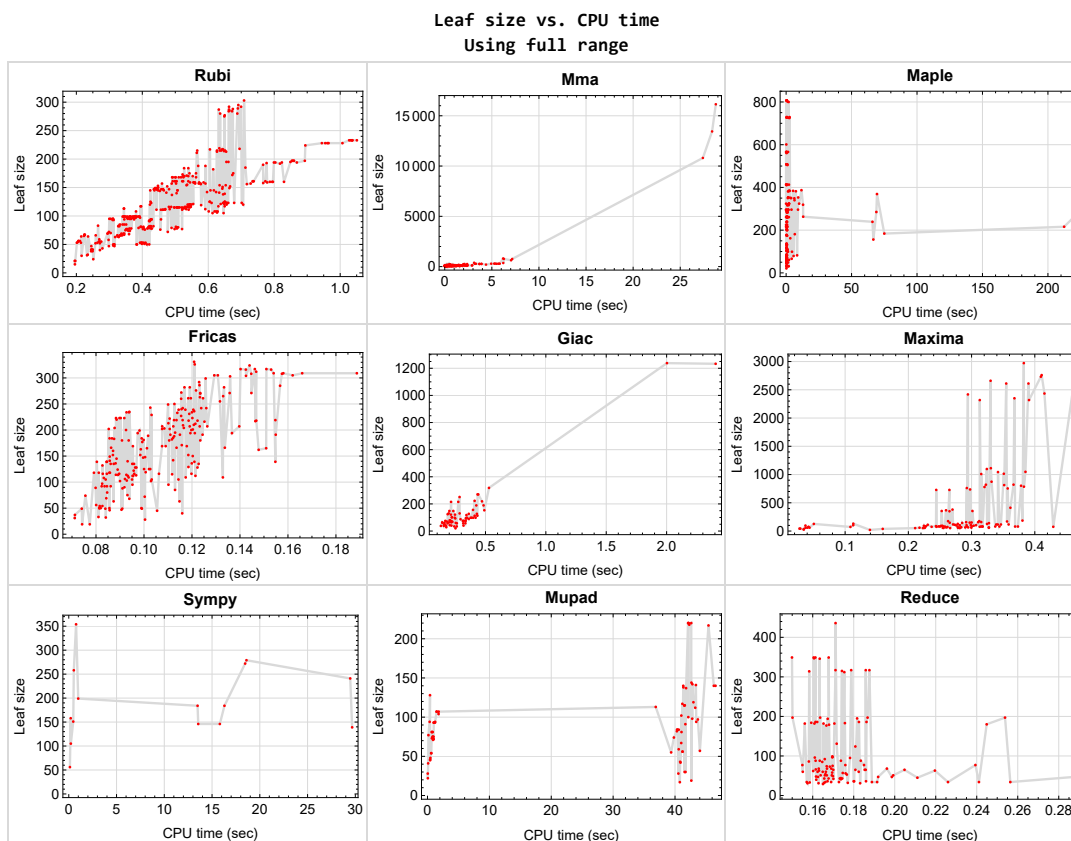 Leaf size vs. CPU time
Using full range
Rubi
Leaf size
300
250
200
150
100
50
0
0.2 0.4 0.6 0.8 1.0
CPU time (sec)
Mma
Leaf size
15 000
10 000
5000
0
0 5 10 15 20 25
CPU time (sec)
Maple
Leaf size
800
600
400
200
0
0 50 100 150 200
CPU time (sec)
Fricas
Leaf size
300
250
200
150
100
50
0
0.08 0.10 0.12 0.14 0.16 0.18
CPU time (sec)
Giac
Leaf size
1200
1000
800
600
400
200
0
0.5 1.0 1.5 2.0
CPU time (sec)
Maxima
Leaf size
3000
2500
2000
1500
1000
500
0
0.1 0.2 0.3 0.4
CPU time (sec)
Sympy
Leaf size
350
300
250
200
150
100
50
0
0 5 10 15 20 25 30
CPU time (sec)
Mupad
Leaf size
200
150
100
50
0
0 10 20 30 40
CPU time (sec)
Reduce
Leaf size
400
300
200
100
0
0.16 0.18 0.20 0.22 0.24 0.26 0.28
CPU time (sec)